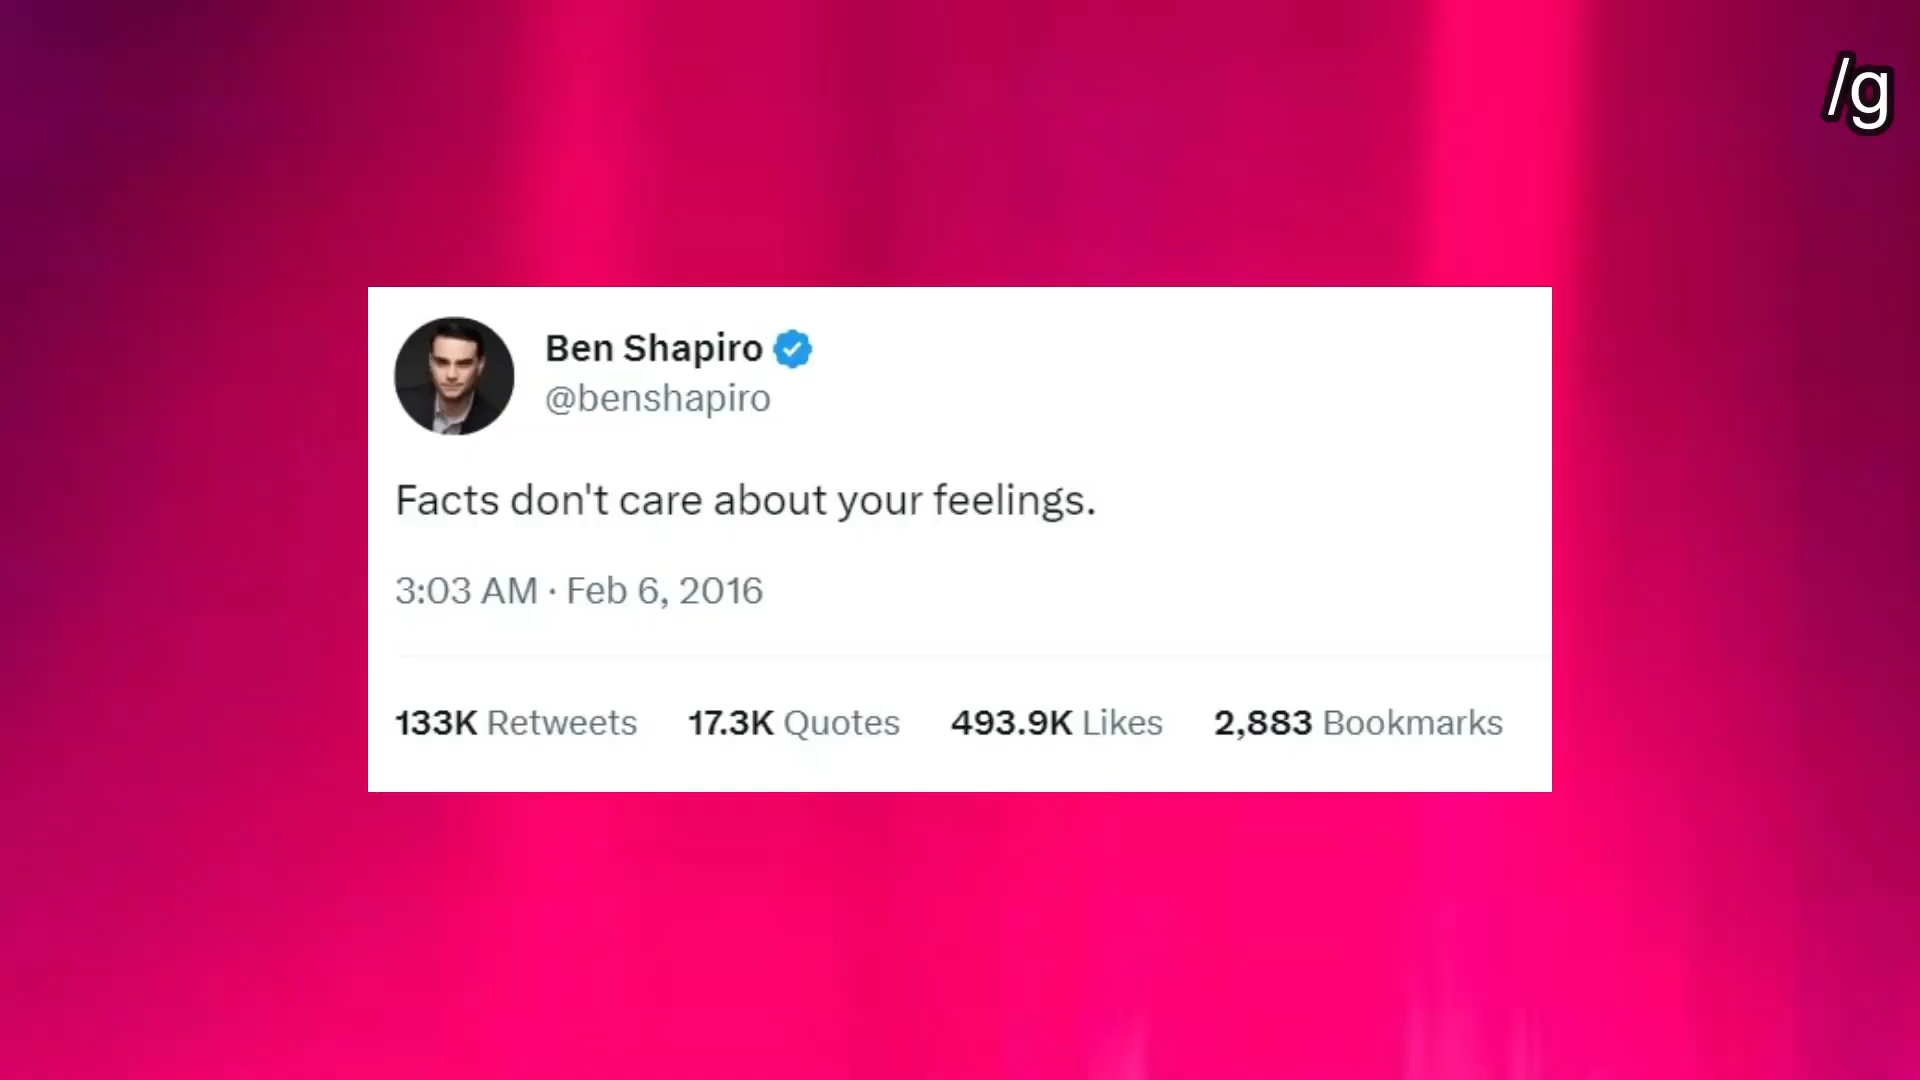 /g
Ben Shapiro
@benshapiro
Facts don't care about your feelings.
3:03 AM · Feb 6, 2016
133K Retweets 17.3K Quotes 493.9K Likes 2,883 Bookmarks